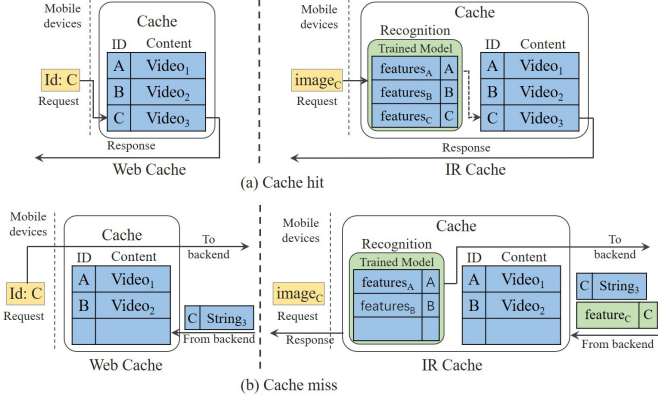 Mobile
devices
Cache
ID Content
A Video1
B Video2
C Video3
Id: C
Request
Response
Web Cache
Mobile
devices
Cache
Recognition
Trained Model
featuresA A
featuresB B
featuresC C
ID Content
A Video1
B Video2
C Video3
imageC
Request
Response
IR Cache
(a) Cache hit
Mobile
devices
Cache
To
backend
ID Content
A Video1
B Video2
Id: C
Request
C String3
From backend
Web Cache
Mobile
devices
Cache
Recognition
Trained Model
featuresA A
featuresB B
ID Content
A Video1
B Video2
To
backend
imageC
Request
Response
C String3
featureC C
From backend
IR Cache
(b) Cache miss